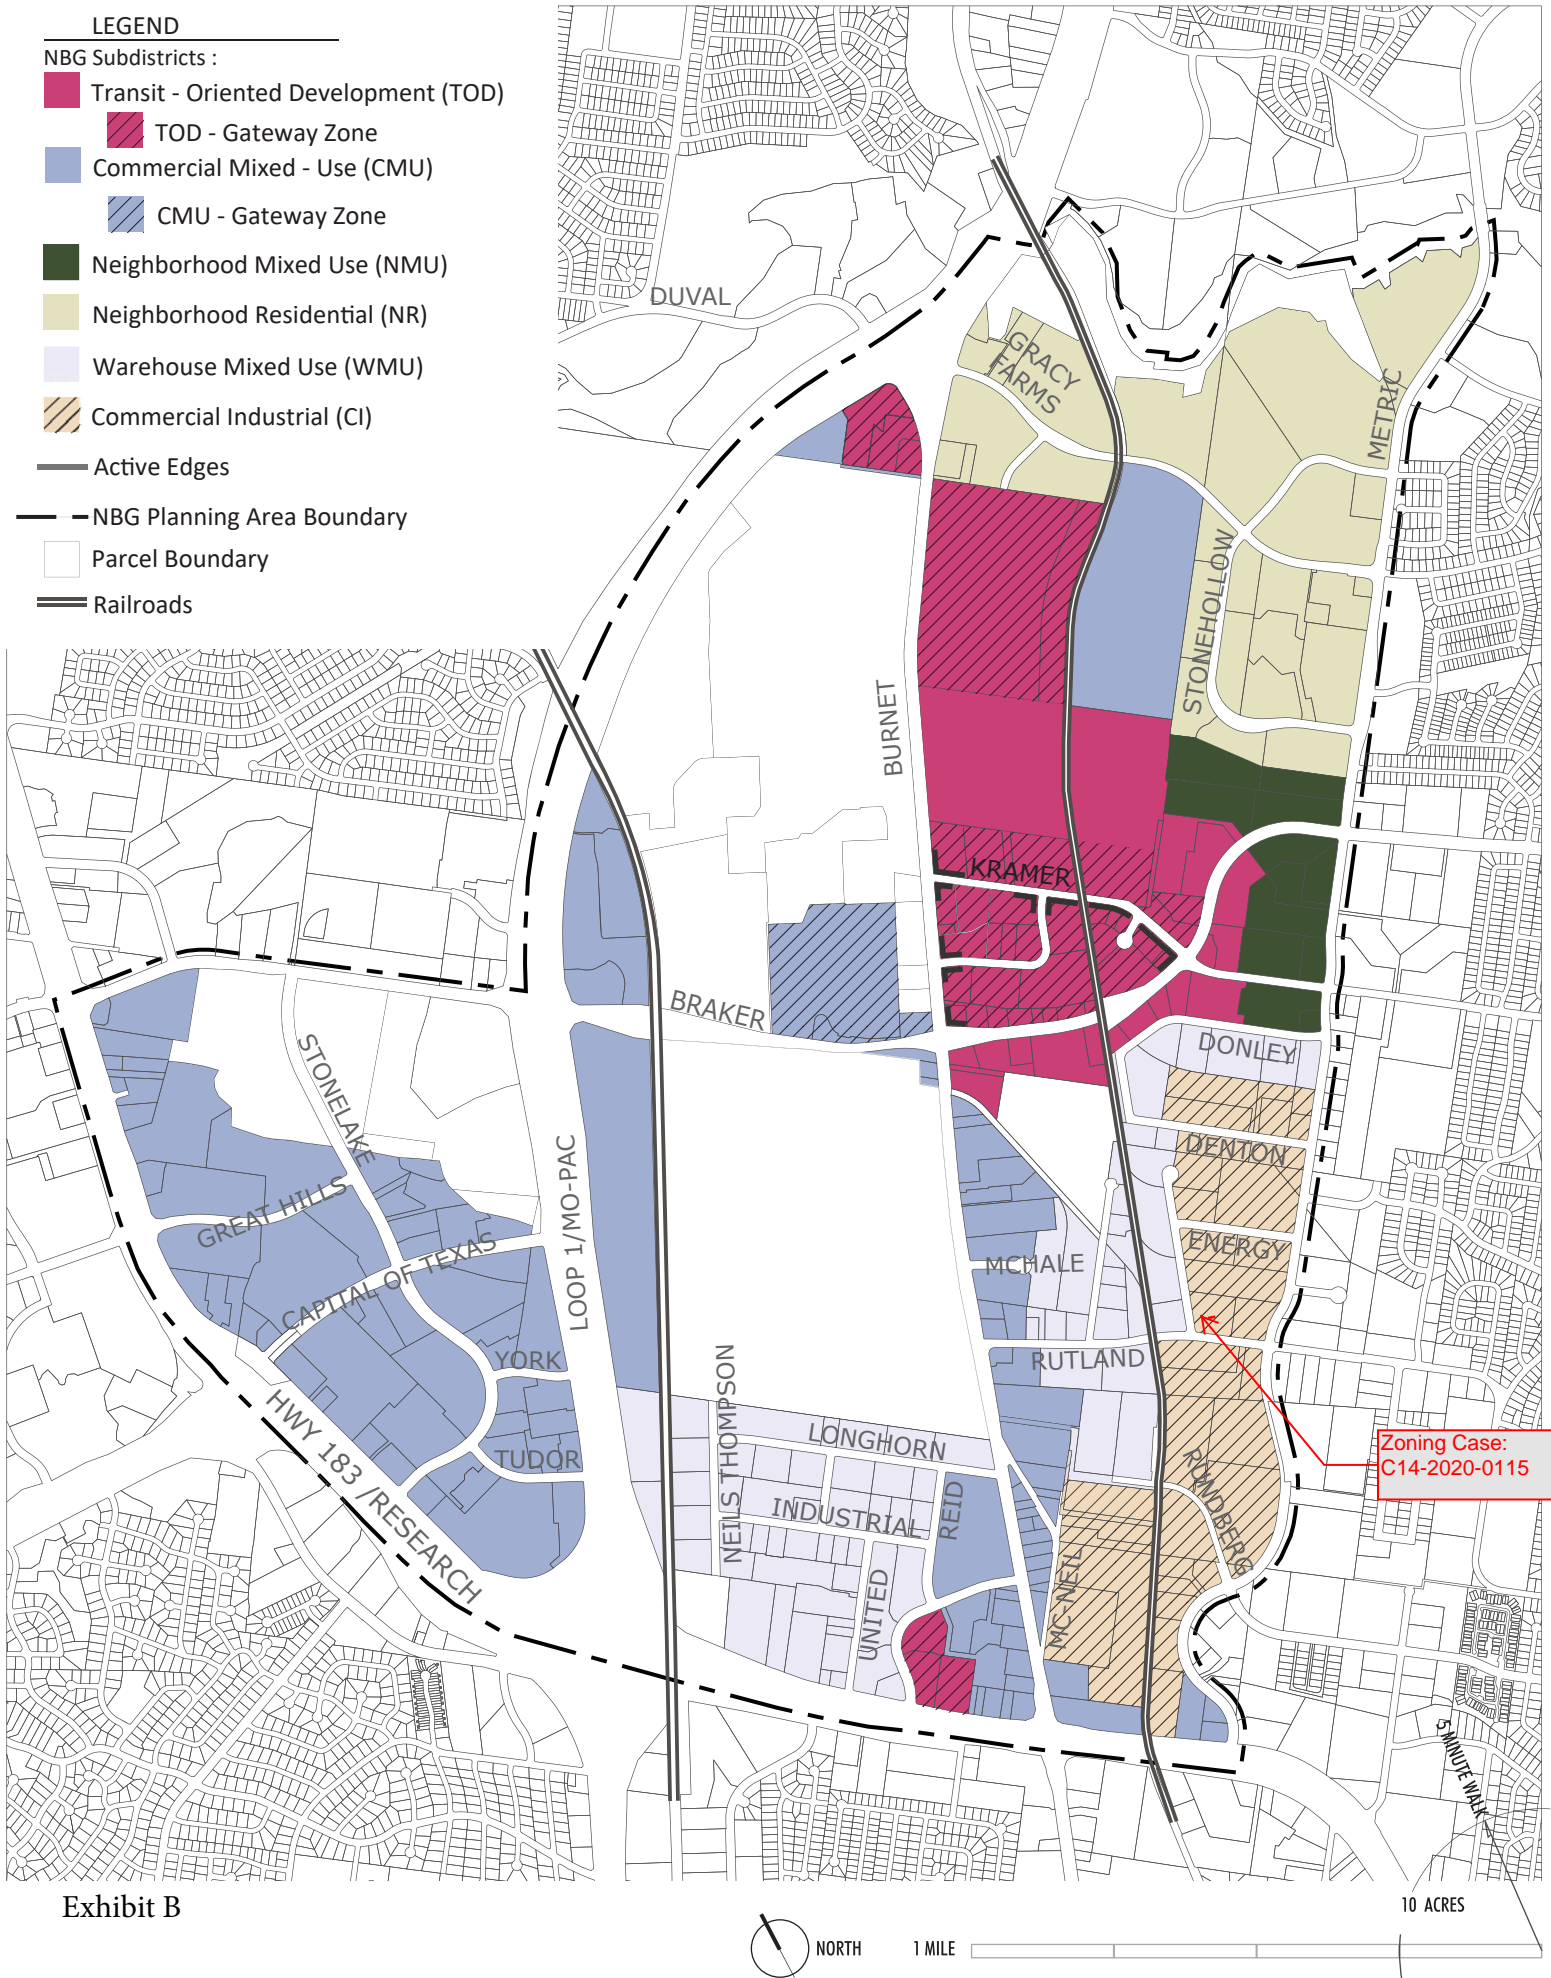 LEGEND
NBG Subdistricts :
Transit - Oriented Development (TOD)
TOD - Gateway Zone
Commercial Mixed - Use (CMU)
CMU - Gateway Zone
Neighborhood Mixed Use (NMU)
Neighborhood Residential (NR)
Warehouse Mixed Use (WMU)
Commercial Industrial (CI)
Active Edges
NBG Planning Area Boundary
Parcel Boundary
Railroads
DUVAL
GRACY
FARMS
METRIC
STONEHOLLOW
BURNET
KRAMER
BRAKER
DONLEY
STONELAKE
DENTON
GREAT HILLS
CAPITAL OF TEXAS
LOOP 1/MO-PAC
MCHALE
ENERGY
YORK
RUTLAND
HWY 183 /RESEARCH
NEILS THOMPSON
LONGHORN
TUDOR
Zoning Case:
C14-2020-0115
INDUSTRIAL
REID
RUNDBERG
UNITED
MC NEIL
5 MINUTE WALK
Exhibit B
10 ACRES
NORTH
1 MILE